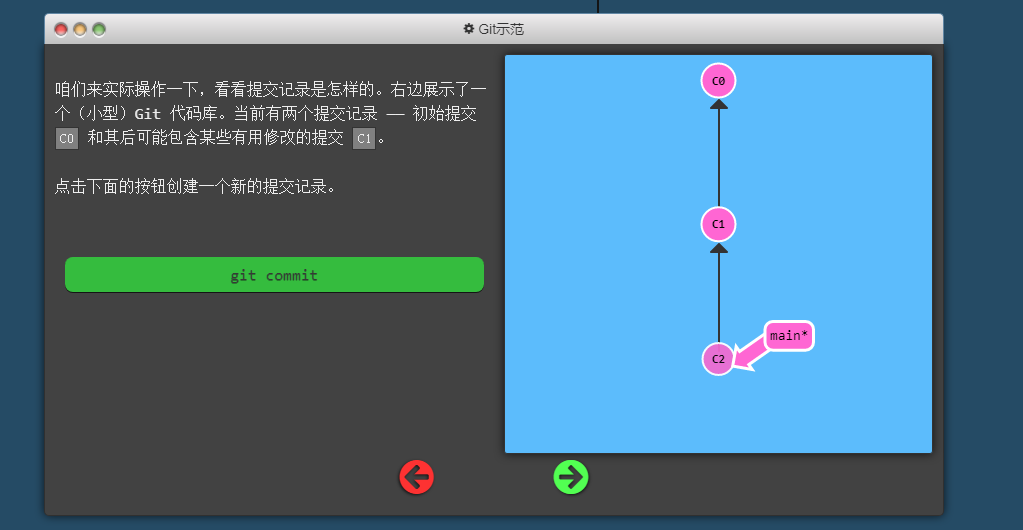 Git示范
咱们来实际操作一下，看看提交记录是怎样的。右边展示了一
个（小型）Git 代码库。当前有两个提交记录 —— 初始提交
C0 和其后可能包含某些有用修改的提交 C1。
点击下面的按钮创建一个新的提交记录。
git commit
C0
C1
main*
C2